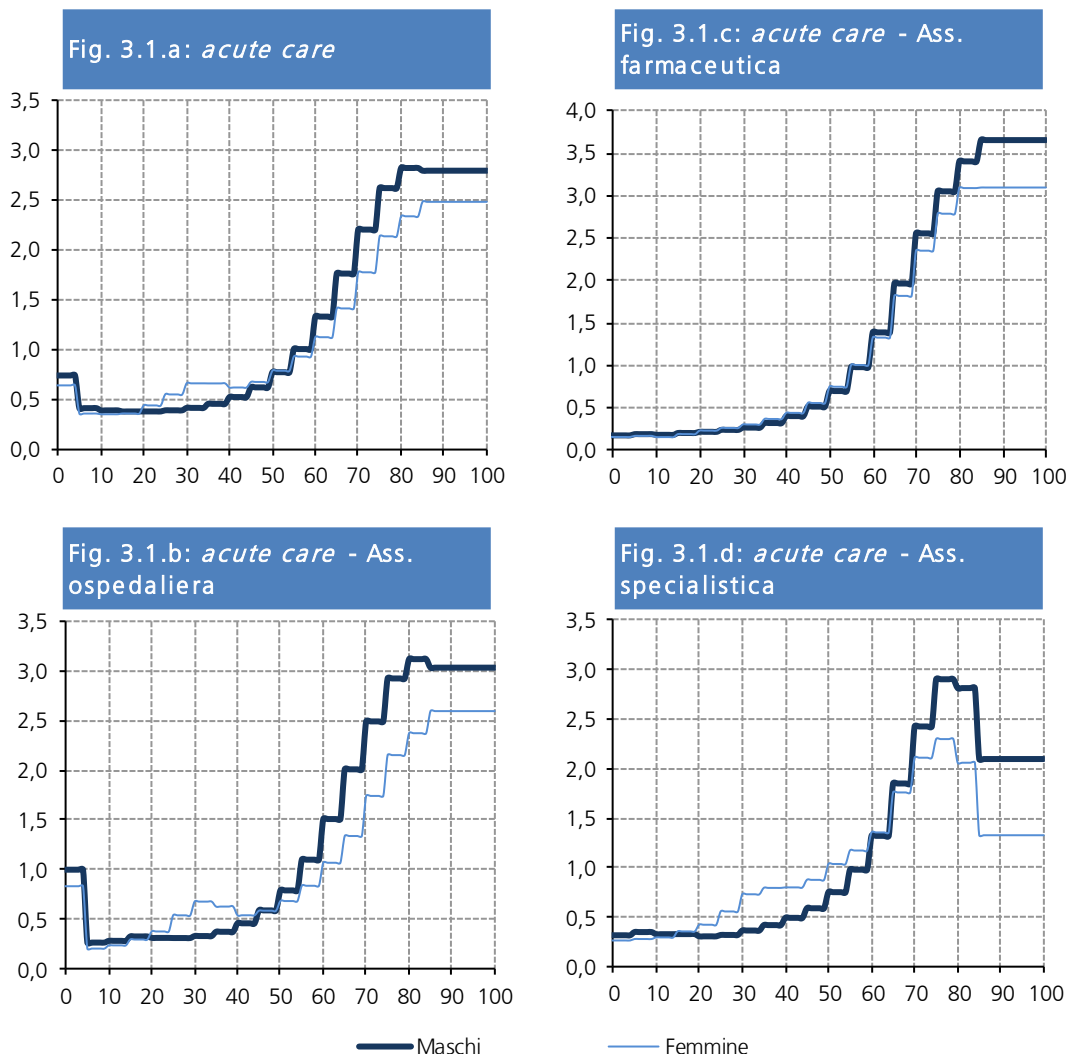 Fig. 3.1.a: acute care
3,5
3,0
2,5
2,0
1,5
1,0
0,5
0,0
0 10 20 30 40 50 60 70 80 90 100
Fig. 3.1.c: acute care - Ass.
farmaceutica
4,0
3,5
3,0
2,5
2,0
1,5
1,0
0,5
0,0
0 10 20 30 40 50 60 70 80 90 100
Fig. 3.1.b: acute care - Ass.
ospedaliera
3,5
3,0
2,5
2,0
1,5
1,0
0,5
0,0
0 10 20 30 40 50 60 70 80 90 100
Fig. 3.1.d: acute care - Ass.
specialistica
3,5
3,0
2,5
2,0
1,5
1,0
0,5
0,0
0 10 20 30 40 50 60 70 80 90 100
Maschi Femmine